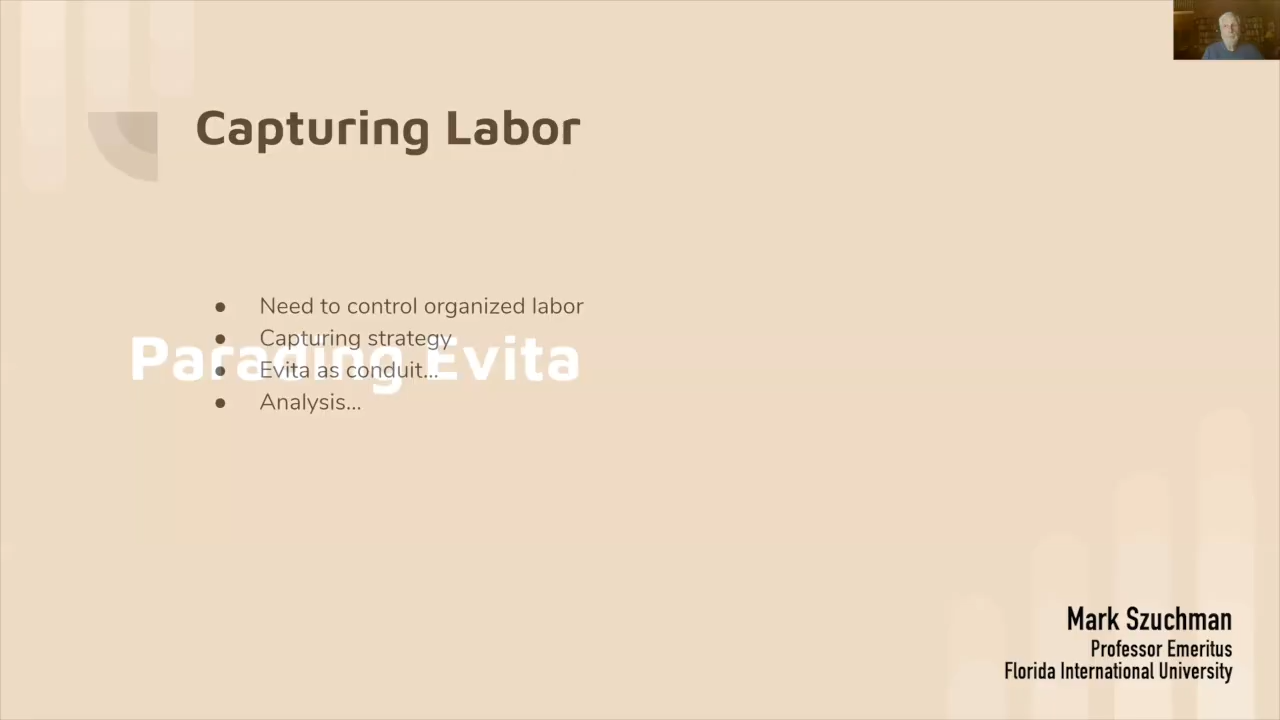 Capturing Labor
● Need to control organized labor
● Capturing strategy
Parading Evita
● Evita as conduit...
● Analysis...
Mark Szuchman
Professor Emeritus
Florida International University